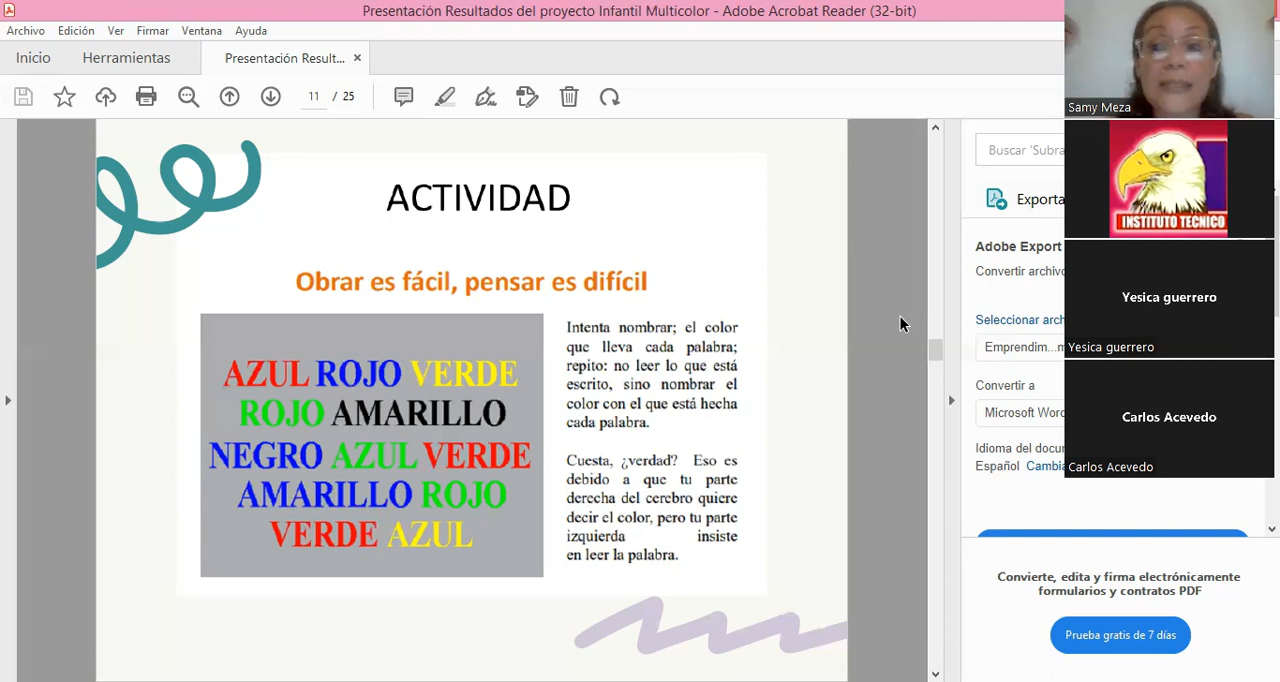 Presentación Resultados del proyecto Infantil Multicolor - Adobe Acrobat Reader (32-bit)
Archivo Edición Ver Firmar Ventana Ayuda
Inicio Herramientas Presentación Result... ×
11 / 25
ACTIVIDAD
Obrar es fácil, pensar es difícil
AZUL ROJO VERDE
ROJO AMARILLO
NEGRO AZUL VERDE
AMARILLO ROJO
VERDE AZUL
Intenta nombrar; el color
que lleva cada palabra;
repito: no leer lo que está
escrito, sino nombrar el
color con el que está hecha
cada palabra.
Cuesta, ¿verdad? Eso es
debido a que tu parte
derecha del cerebro quiere
decir el color, pero tu parte
izquierda insiste
en leer la palabra.
Buscar 'Subra
Exporta
Adobe Export
Convertir archivo
Seleccionar arch
Emprendim...m
Convertir a
Microsoft Word
Idioma del docum
Español Cambia
Convierte, edita y firma electrónicamente
formularios y contratos PDF
Prueba gratis de 7 días
Samy Meza
INSTITUTO TECNICO
Yesica guerrero
Yesica guerrero
Carlos Acevedo
Carlos Acevedo